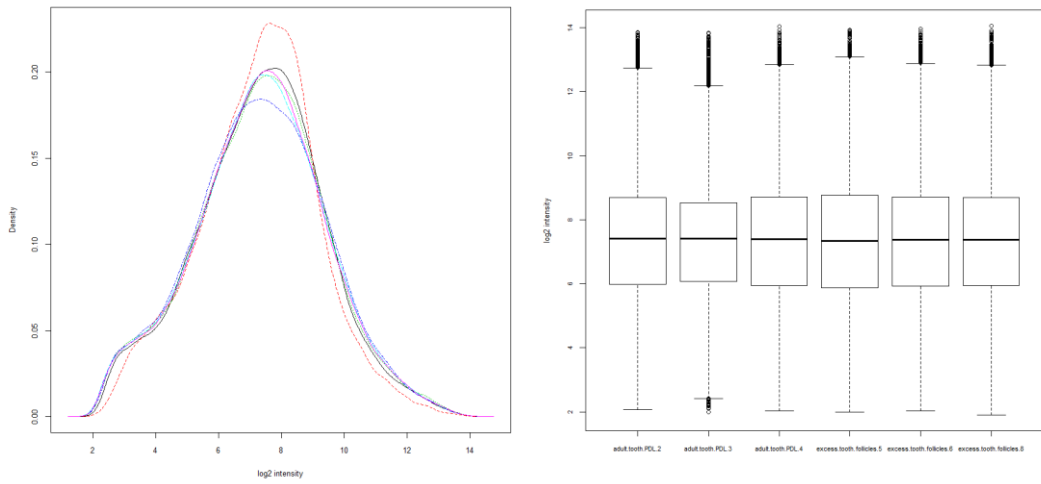 0.20
0.15
0.10
0.05
0.00
Density
2 4 6 8 10 12 14
log2 intensity
14
12
10
8
6
4
2
log2 intensity
adult.tooth.PDL.2 adult.tooth.PDL.3 adult.tooth.PDL.4 excess.tooth.follicles.5 excess.tooth.follicles.6 excess.tooth.follicles.8